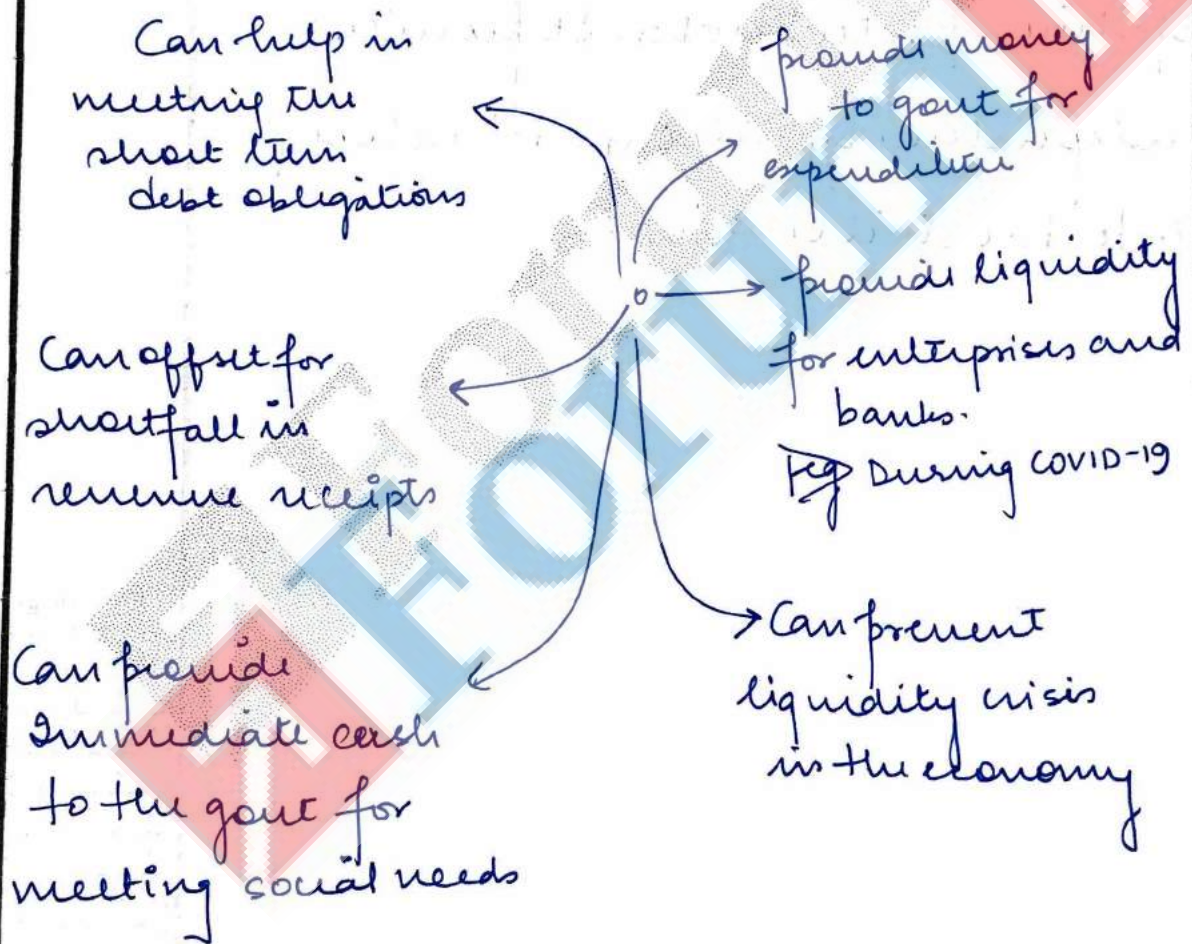 Can help in
meeting the
short term
debt obligations
provide money
to govt for
expenditure
provide liquidity
for enterprises and
banks.
Eg During COVID-19
Can offset for
shortfall in
revenue receipts
Can prevent
liquidity crisis
in the economy
Can provide
Immediate cash
to the govt for
meeting social needs
Forum